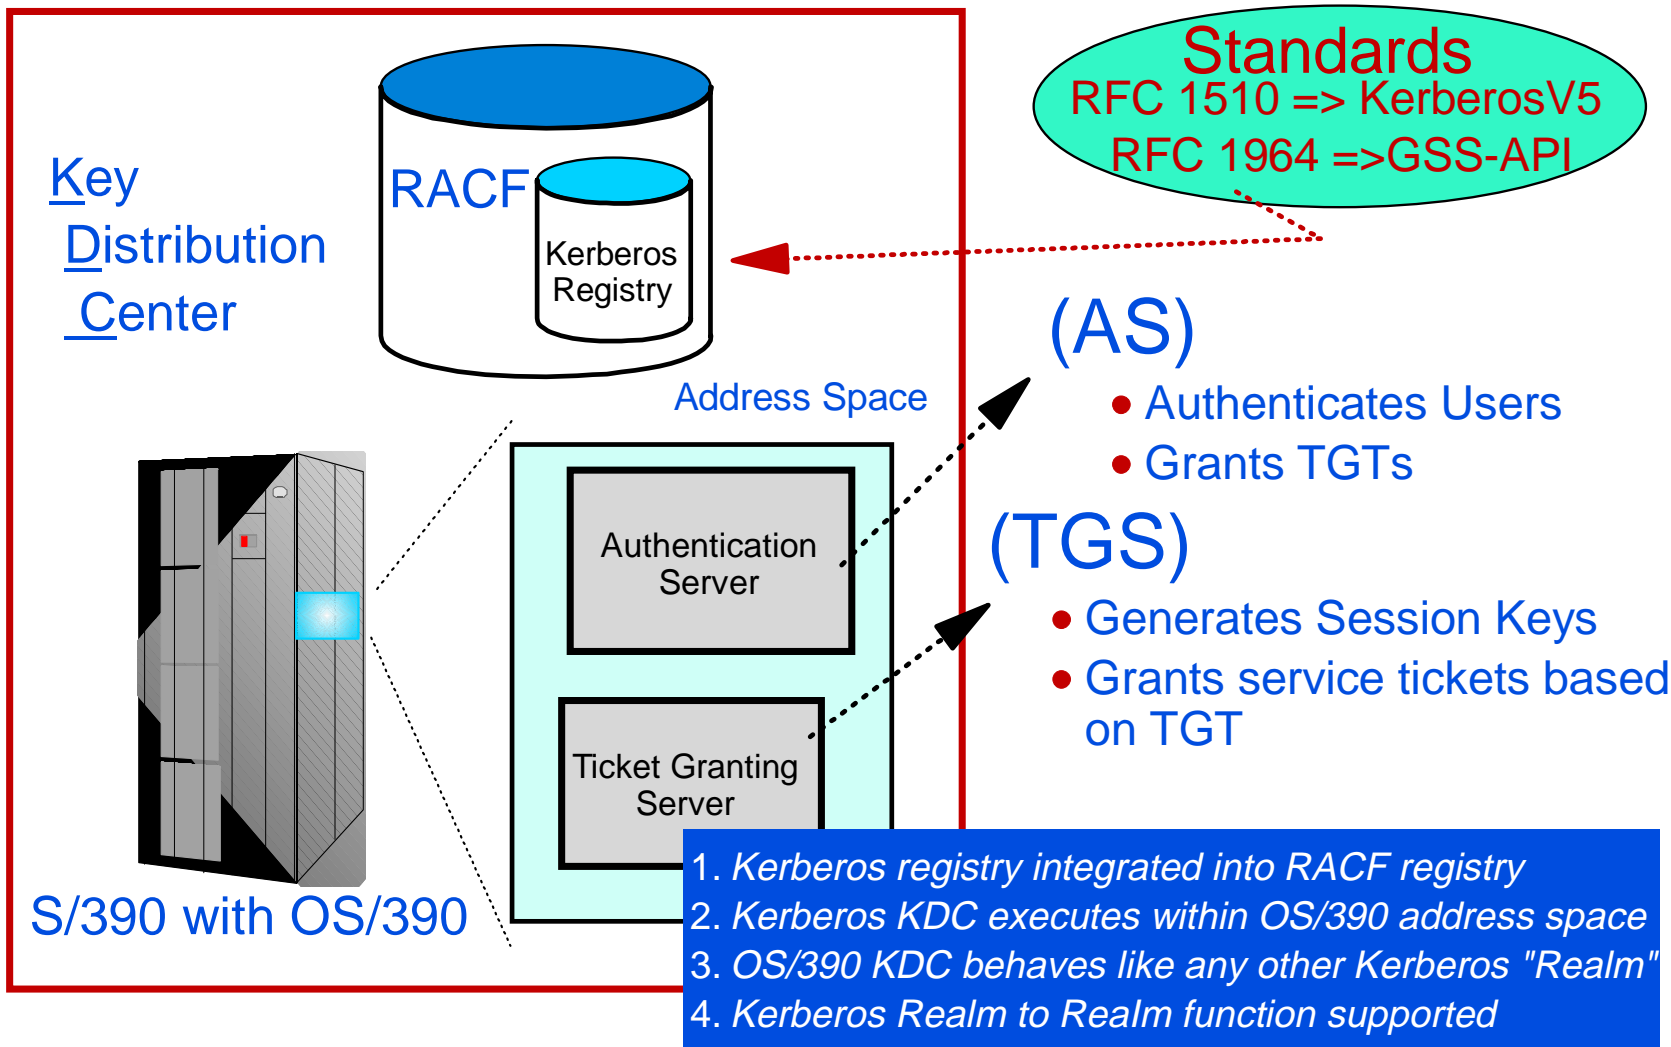 Key
Distribution
Center
RACF
Kerberos
Registry
Standards
RFC 1510 => KerberosV5
RFC 1964 =>GSS-API
Address Space
Authentication
Server
Ticket Granting
Server
S/390 with OS/390
(AS)
• Authenticates Users
• Grants TGTs
(TGS)
• Generates Session Keys
• Grants service tickets based
on TGT
1. Kerberos registry integrated into RACF registry
2. Kerberos KDC executes within OS/390 address space
3. OS/390 KDC behaves like any other Kerberos "Realm"
4. Kerberos Realm to Realm function supported